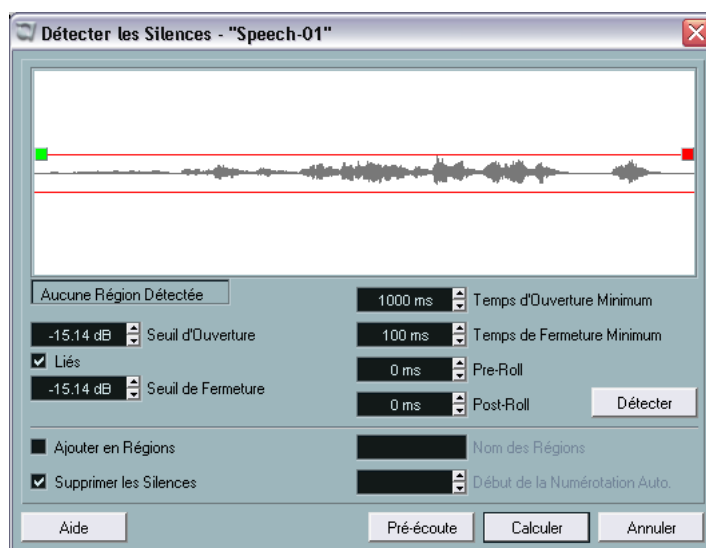 Détecter les Silences - "Speech-01"
Aucune Région Détectée
-15.14 dB Seuil d'Ouverture
Liés
-15.14 dB Seuil de Fermeture
1000 ms Temps d'Ouverture Minimum
100 ms Temps de Fermeture Minimum
0 ms Pre-Roll
0 ms Post-Roll
Détecter
Ajouter en Régions
Nom des Régions
Supprimer les Silences
Début de la Numérotation Auto.
Aide
Pré-écoute
Calculer
Annuler